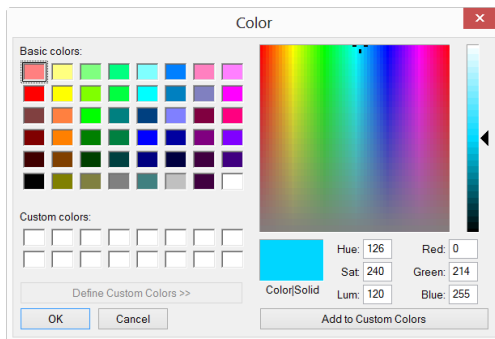 Color
Basic colors:
Custom colors:
Define Custom Colors >>
OK Cancel
Color|Solid
Hue: 126 Red: 0
Sat: 240 Green: 214
Lum: 120 Blue: 255
Add to Custom Colors